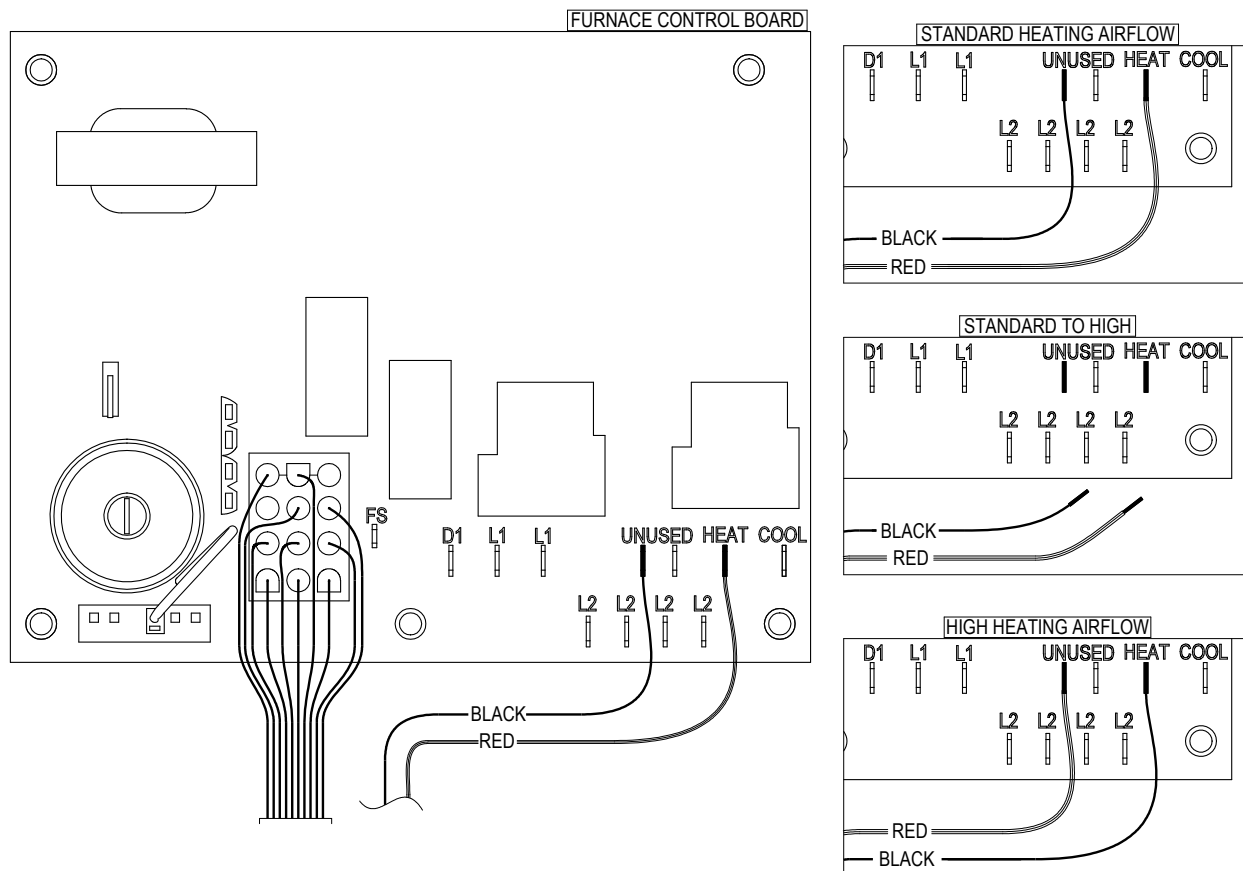 FURNACE CONTROL BOARD
FS
D1 L1 L1 UNUSED HEAT COOL
L2 L2 L2 L2
BLACK
RED
STANDARD HEATING AIRFLOW
D1 L1 L1 UNUSED HEAT COOL
L2 L2 L2 L2
BLACK
RED
STANDARD TO HIGH
D1 L1 L1 UNUSED HEAT COOL
L2 L2 L2 L2
BLACK
RED
HIGH HEATING AIRFLOW
D1 L1 L1 UNUSED HEAT COOL
L2 L2 L2 L2
RED
BLACK